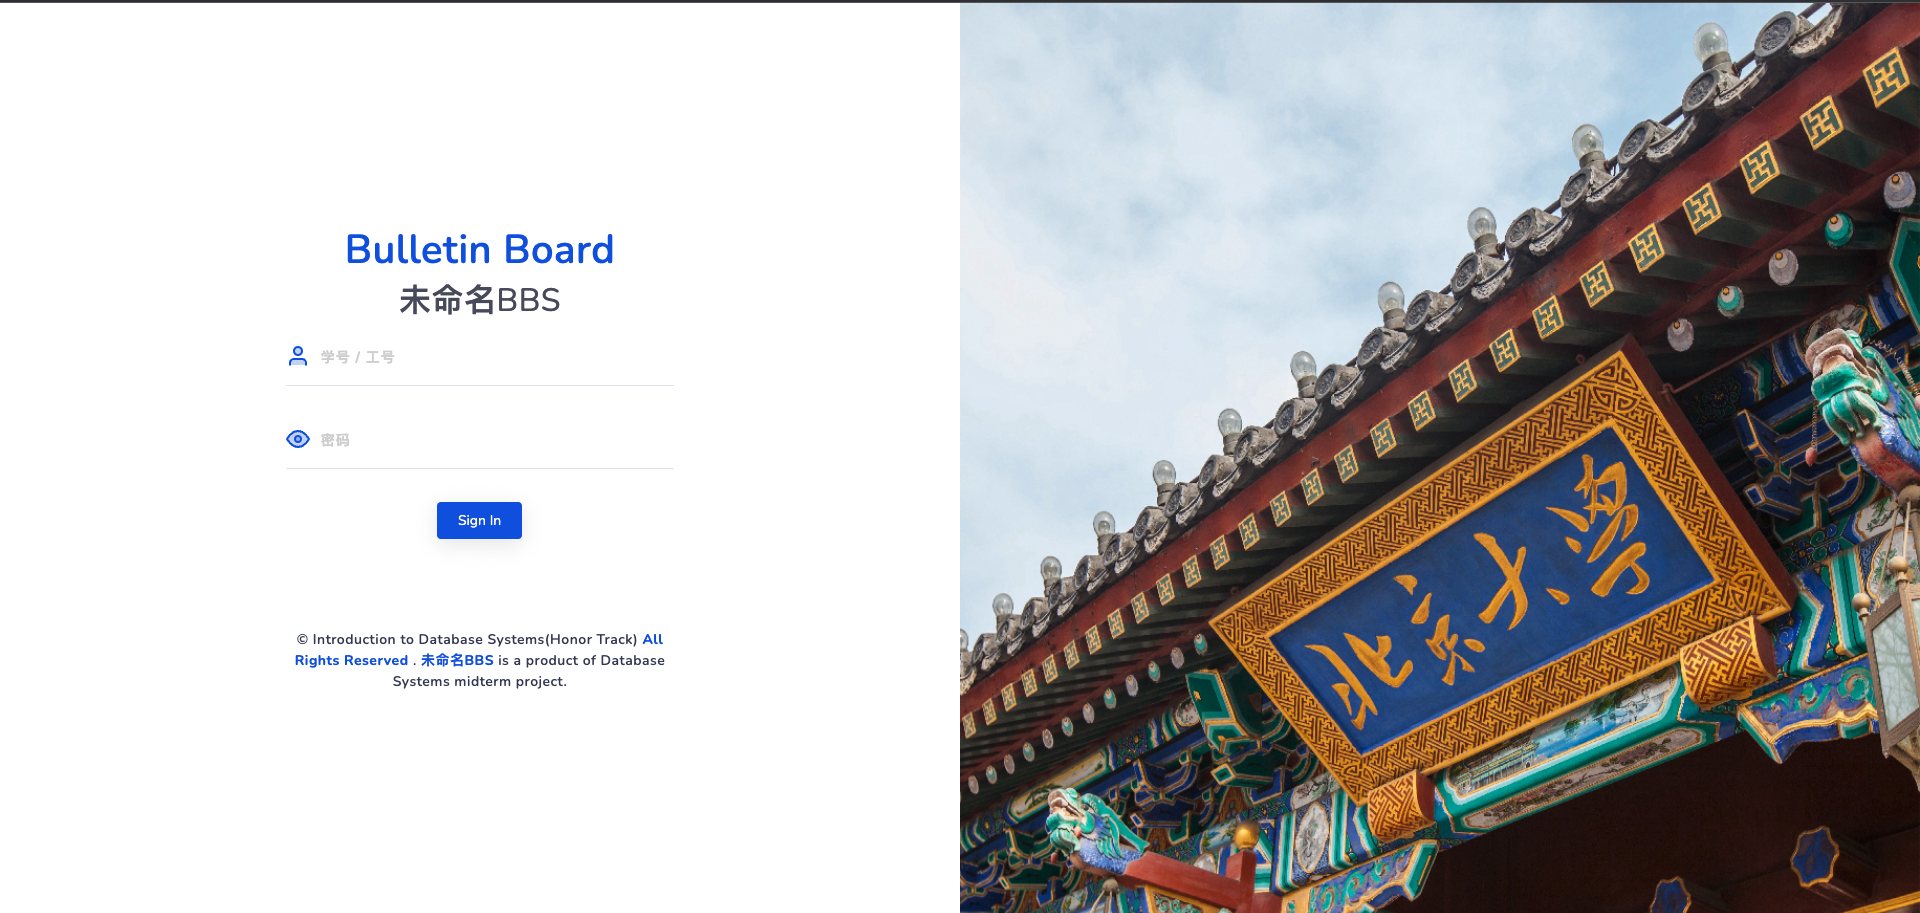 Bulletin Board
未命名BBS
学号 / 工号
密码
Sign In
© Introduction to Database Systems(Honor Track) All
Rights Reserved . 未命名BBS is a product of Database
Systems midterm project.
北京大学